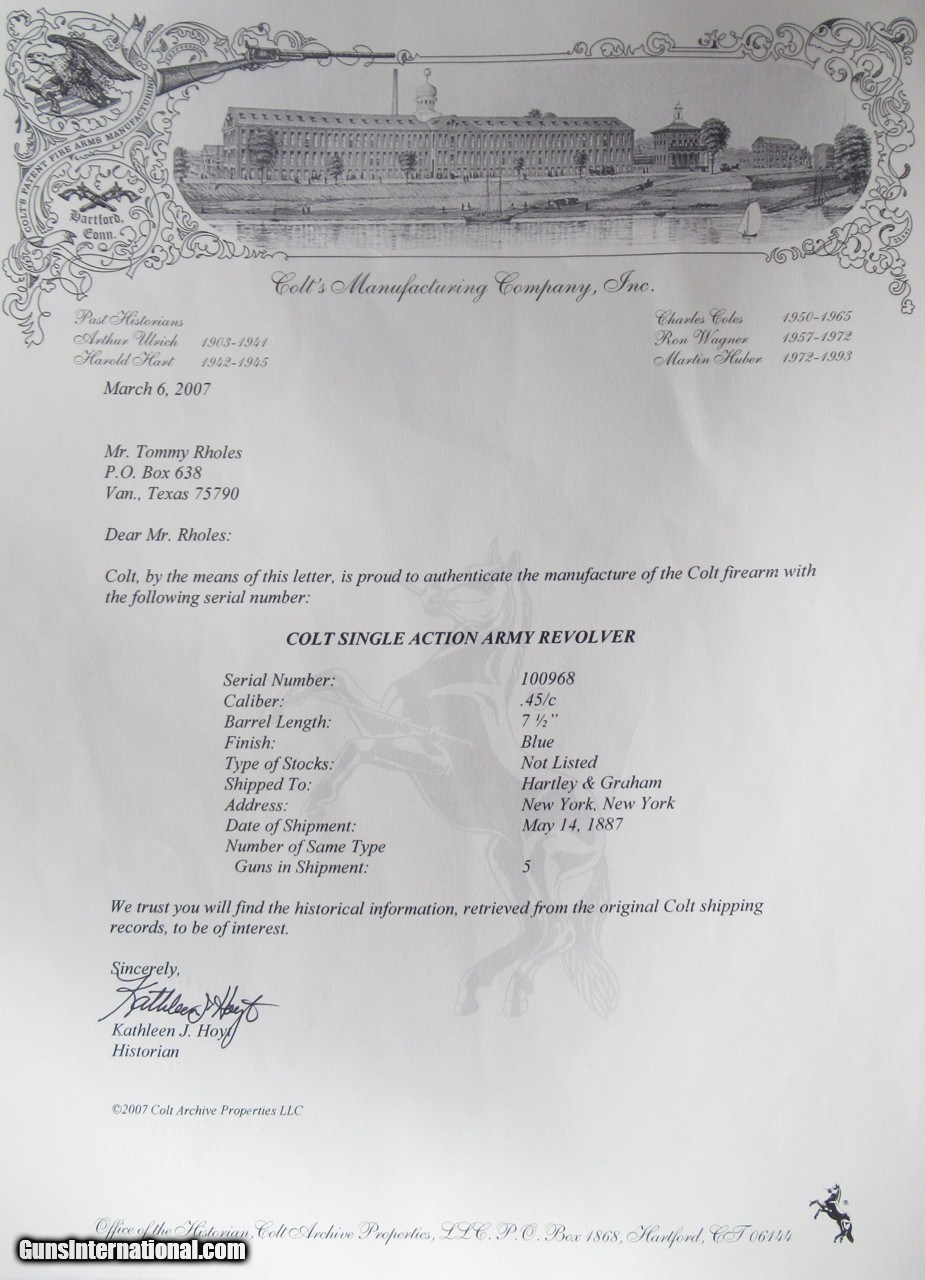 COLT'S PATENT FIRE ARMS MANUFACTURING
Hartford,
Conn.
Colt's Manufacturing Company, Inc.
Past Historians
Arthur Ulrich 1903-1941
Harold Hart 1942-1945
Charles Coles 1950-1965
Ron Wagner 1957-1972
Martin Huber 1972-1993
March 6, 2007
Mr. Tommy Rholes
P.O. Box 638
Van., Texas 75790
Dear Mr. Rholes:
Colt, by the means of this letter, is proud to authenticate the manufacture of the Colt firearm with
the following serial number:
COLT SINGLE ACTION ARMY REVOLVER
Serial Number: 100968
Caliber: .45/c
Barrel Length: 7 ½"
Finish: Blue
Type of Stocks: Not Listed
Shipped To: Hartley & Graham
Address: New York, New York
Date of Shipment: May 14, 1887
Number of Same Type
Guns in Shipment: 5
We trust you will find the historical information, retrieved from the original Colt shipping
records, to be of interest.
Sincerely,
Kathleen J. Hoyt
Kathleen J. Hoyt
Historian
©2007 Colt Archive Properties LLC
Office of the Historian, Colt Archive Properties, LLC. P.O. Box 1868, Hartford, CT 06144
GunsInternational.com